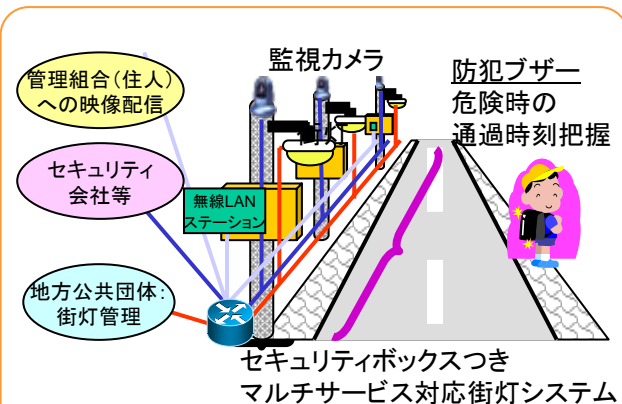 監視カメラ
管理組合(住人)
への映像配信
防犯ブザー
危険時の
通過時刻把握
セキュリティ
会社等
無線LAN
ステーション
地方公共団体:
街灯管理
セキュリティボックスつき
マルチサービス対応街灯システム